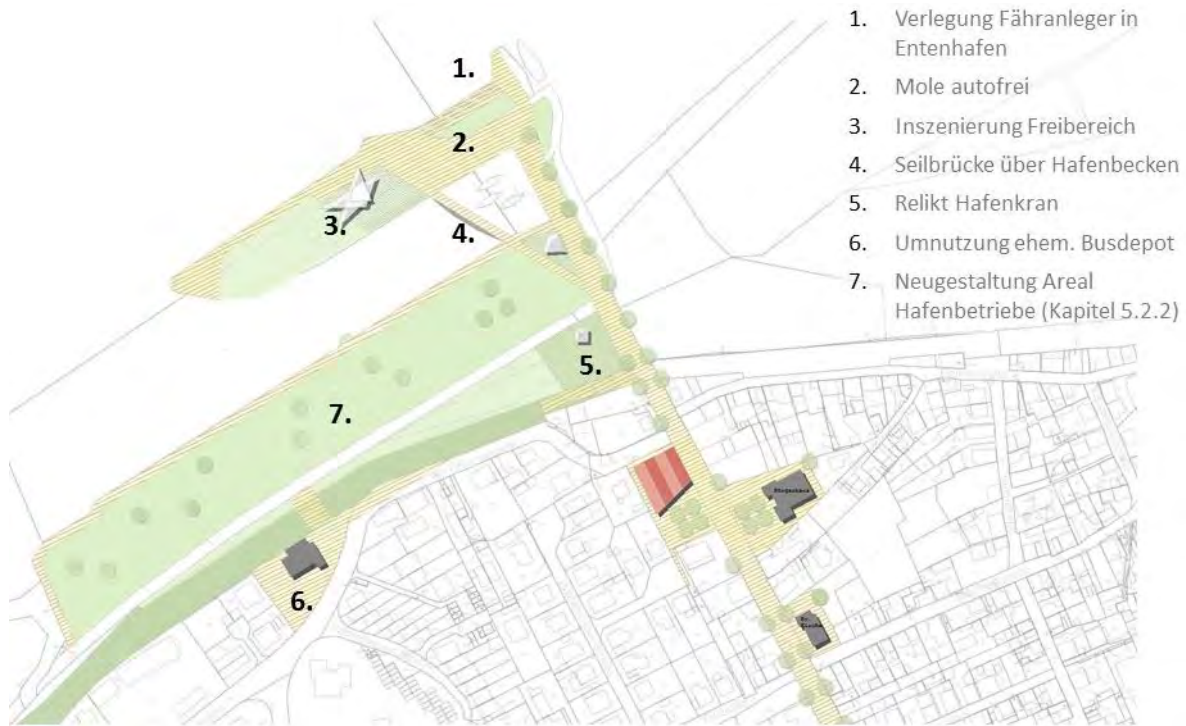 1. Verlegung Fähranleger in
Entenhafen
2. Mole autofrei
3. Inszenierung Freibereich
4. Seilbrücke über Hafenbecken
5. Relikt Hafenkran
6. Umnutzung ehem. Busdepot
7. Neugestaltung Areal
Hafenbetriebe (Kapitel 5.2.2)
1.
2.
3.
4.
5.
7.
6.